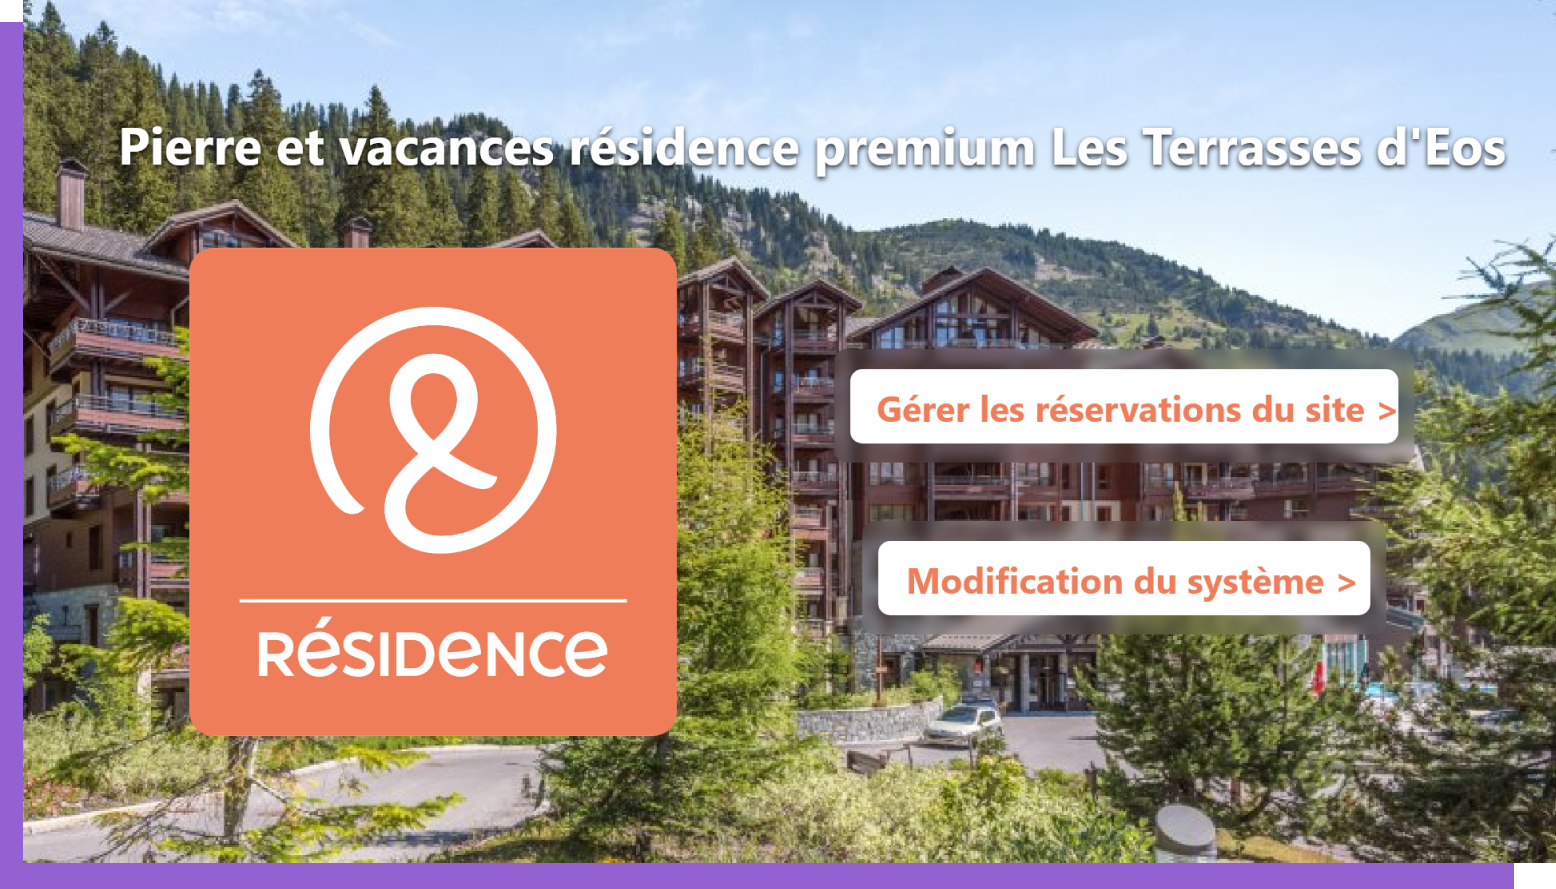 Pierre et vacances résidence premium Les Terrasses d'Eos
Gérer les réservations du site >
Modification du système >
RÉSIDENCE